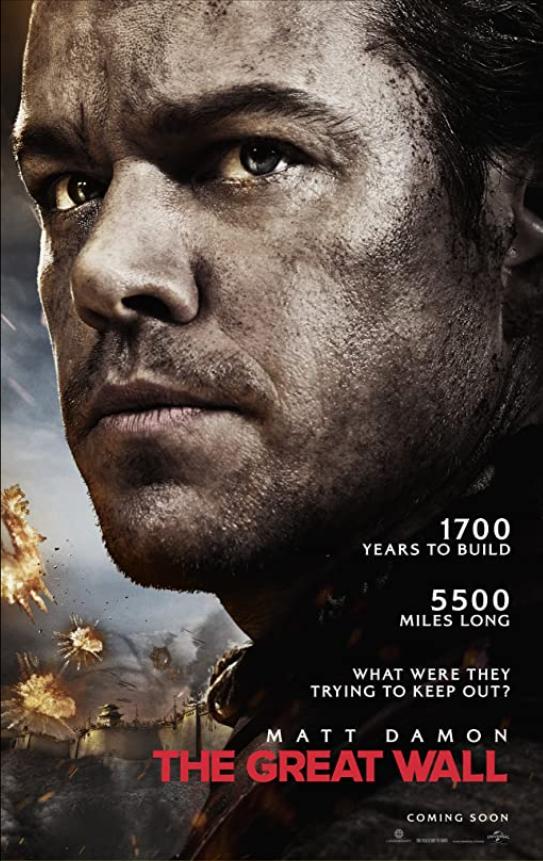 1700
YEARS TO BUILD
5500
MILES LONG
WHAT WERE THEY
TRYING TO KEEP OUT?
MATT DAMON
THE GREAT WALL
COMING SOON